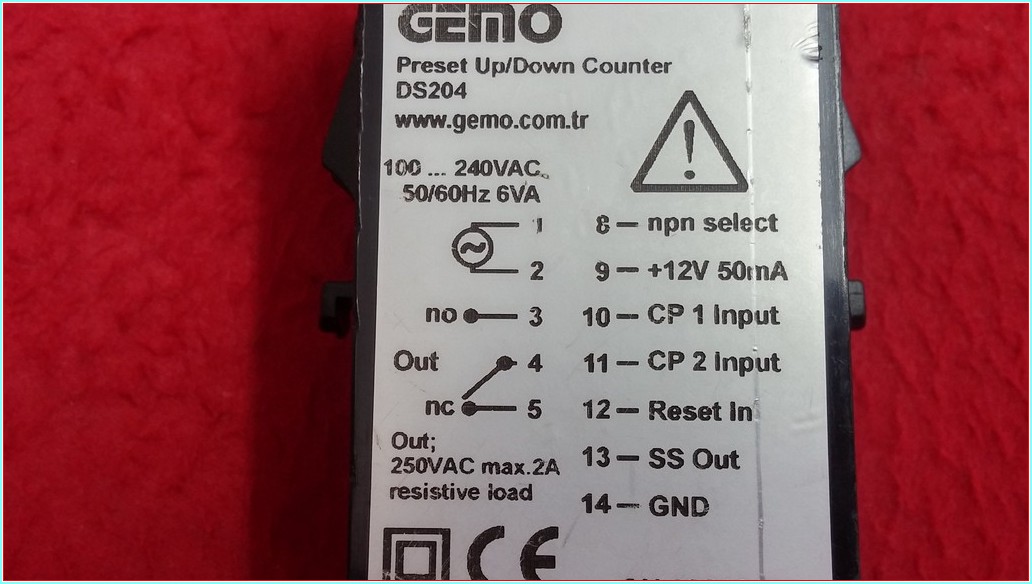 GEMO
Preset Up/Down Counter
DS204
www.gemo.com.tr
100 ... 240VAC
50/60Hz 6VA
1
2
no 3
Out 4
nc 5
Out;
250VAC max.2A
resistive load
8 — npn select
9 — +12V 50mA
10 — CP 1 Input
11 — CP 2 Input
12 — Reset In
13 — SS Out
14 — GND
CE